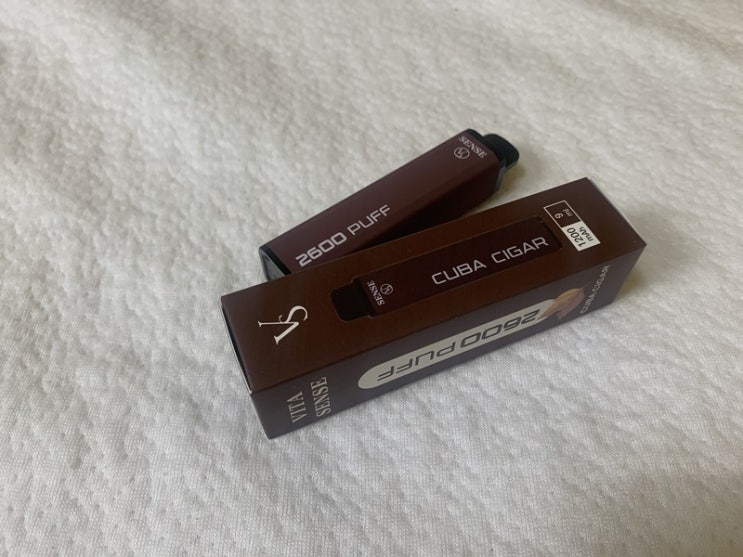 SENSE
2600 PUFF
1200
mAh
9
ml
CUBA CIGAR
SENSE
VS
2600 PUFF
CUBA CIGAR
VITA
SENSE